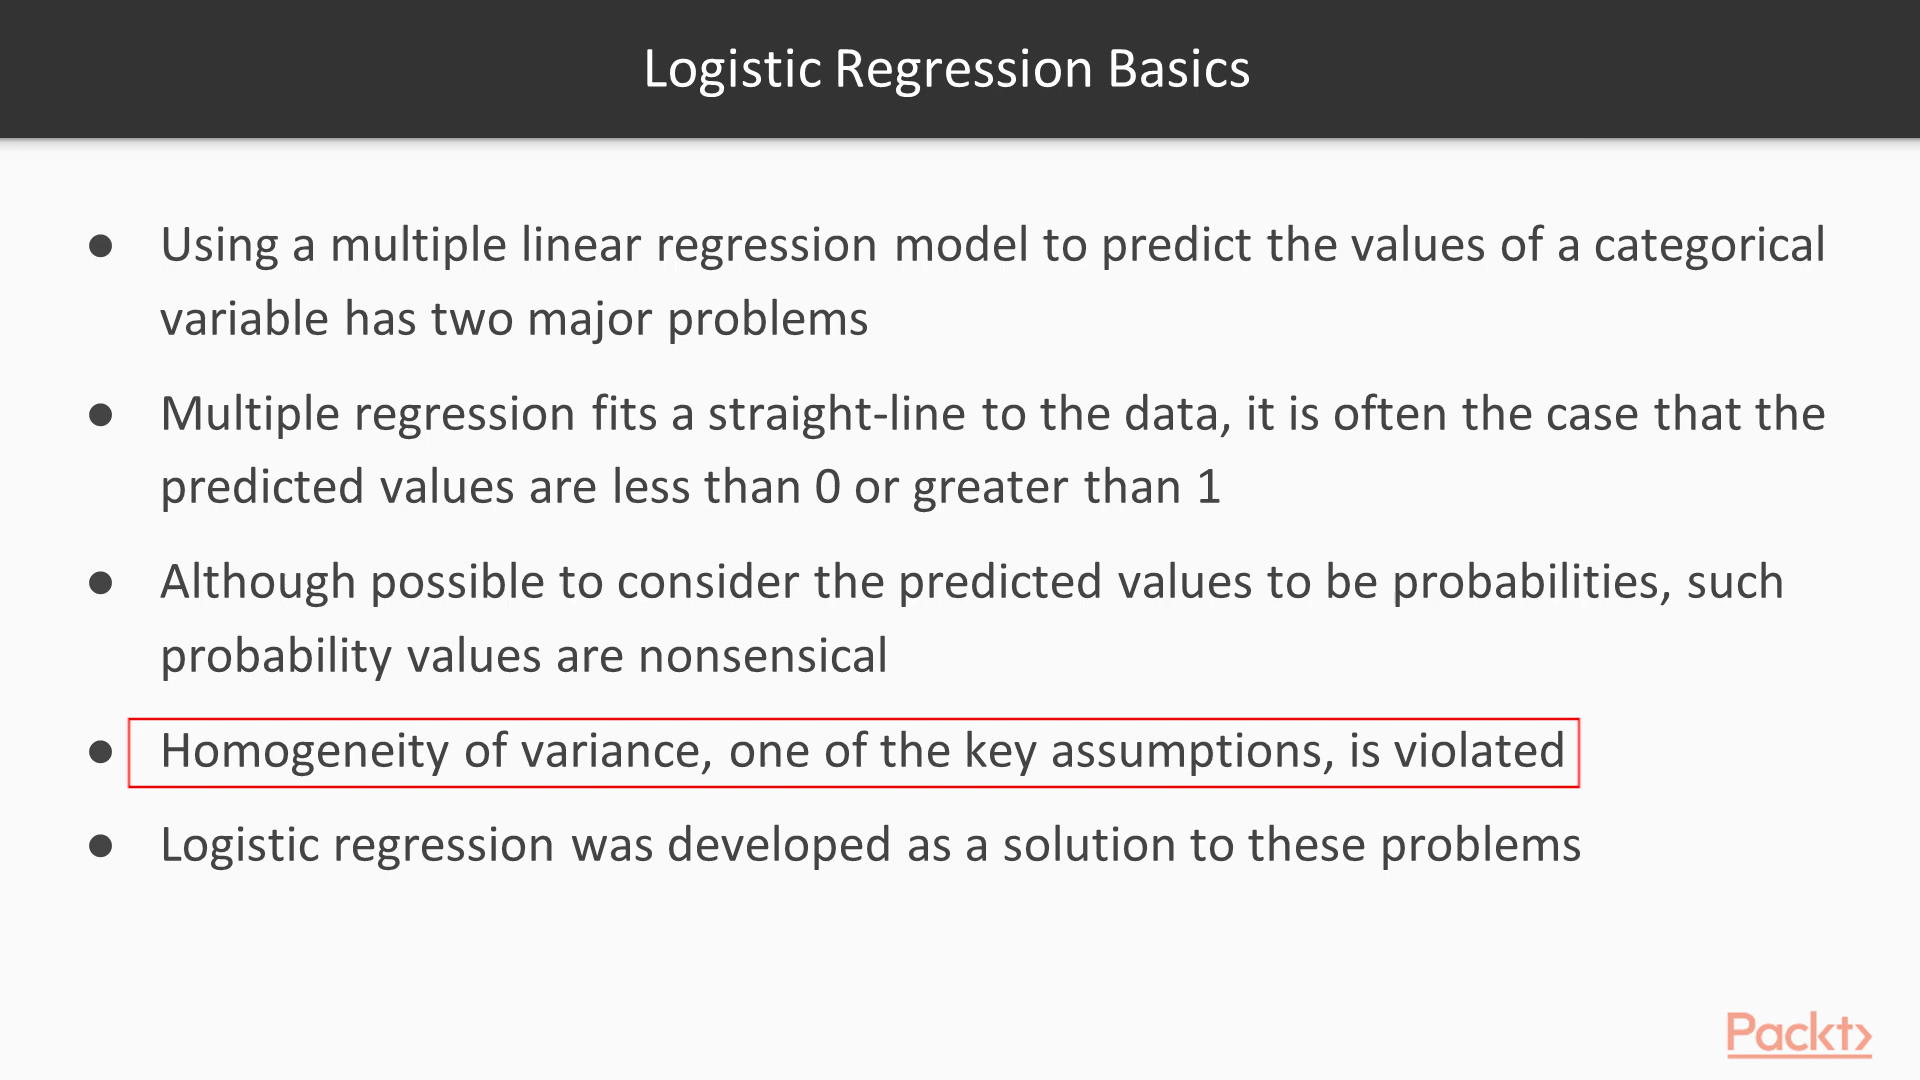 Logistic Regression Basics
● Using a multiple linear regression model to predict the values of a categorical
variable has two major problems
● Multiple regression fits a straight-line to the data, it is often the case that the
predicted values are less than 0 or greater than 1
● Although possible to consider the predicted values to be probabilities, such
probability values are nonsensical
● Homogeneity of variance, one of the key assumptions, is violated
● Logistic regression was developed as a solution to these problems
Packt>